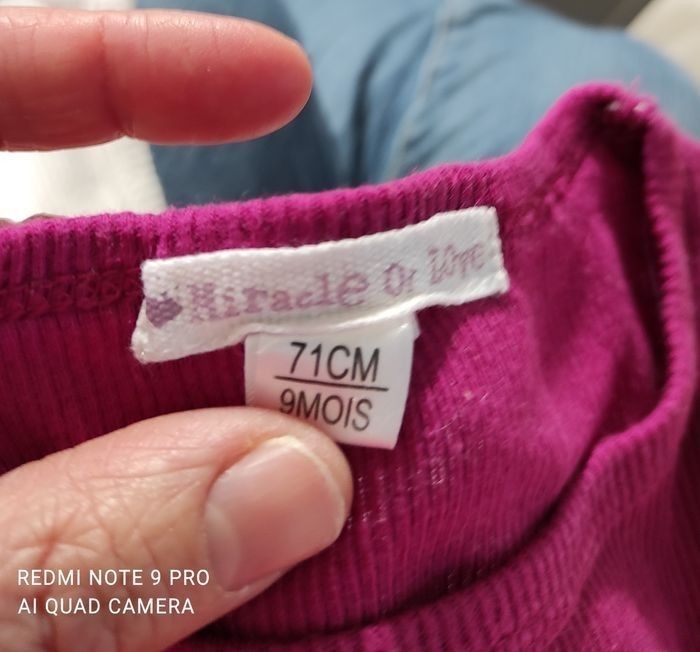 Miracle Of Love
71CM
9MOIS
REDMI NOTE 9 PRO
AI QUAD CAMERA